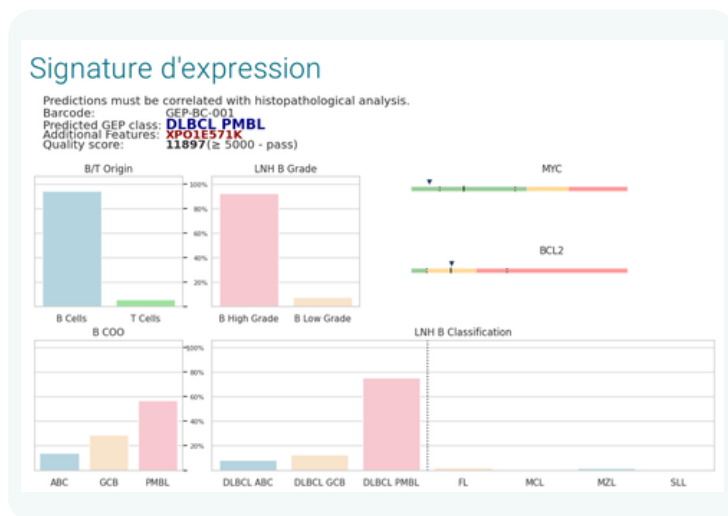 Signature d'expression
Predictions must be correlated with histopathological analysis.
Barcode: GEP-BC-001
Predicted GEP class: DLBCL PMBL
Additional Features: XPO1E571K
Quality score: 11897(≥ 5000 - pass)
B/T Origin
LNH B Grade
MYC
100%
80%
60%
40%
20%
BCL2
B Cells T Cells
B High Grade B Low Grade
B COO
LNH B Classification
100%
80%
60%
40%
20%
ABC GCB PMBL
DLBCL ABC DLBCL GCB DLBCL PMBL FL MCL MZL SLL